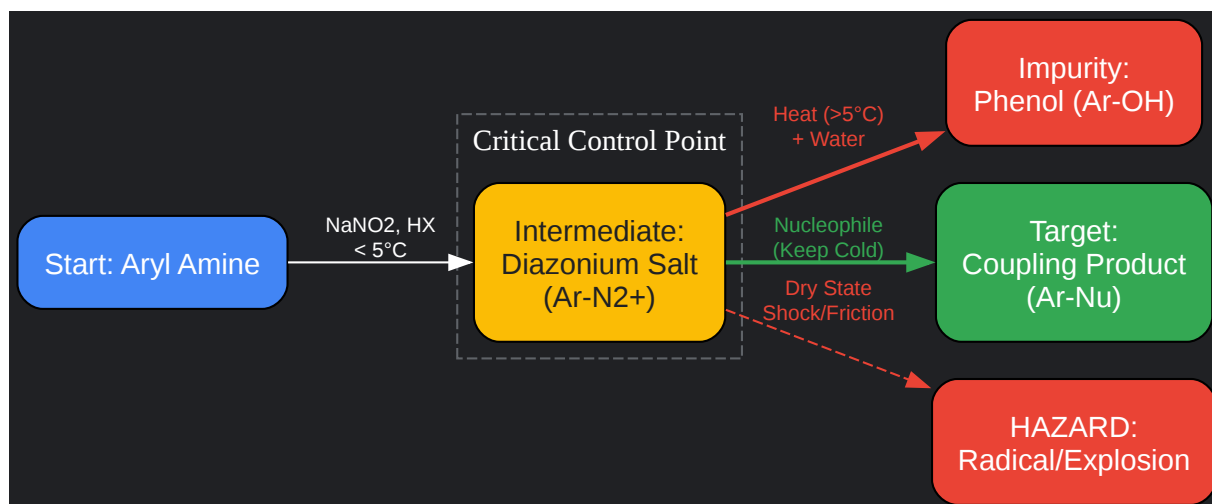 Start: Aryl Amine
NaNO2, HX
< 5°C
Critical Control Point
Intermediate:
Diazonium Salt
(Ar-N2+)
Heat (>5°C)
+ Water
Impurity:
Phenol (Ar-OH)
Nucleophile
(Keep Cold)
Target:
Coupling Product
(Ar-Nu)
Dry State
Shock/Friction
HAZARD:
Radical/Explosion